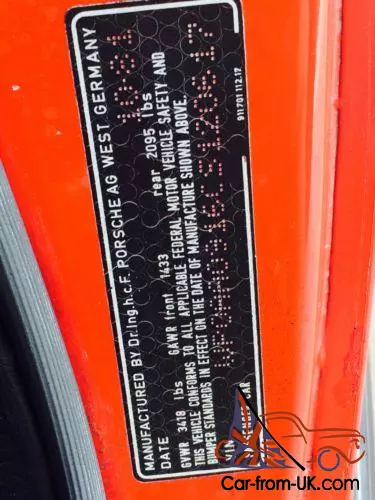 MANUFACTURED BY Dr.Ing.h.c.F. PORSCHE AG WEST GERMANY
DATE 10-81
GVWR 3418 lbs GAWR front 1433 rear 2095 lbs
THIS VEHICLE CONFORMS TO ALL APPLICABLE FEDERAL MOTOR VEHICLE SAFETY AND
BUMPER STANDARDS IN EFFECT ON THE DATE OF MANUFACTURE SHOWN ABOVE.
911 701 112.17
Car-from-UK.com